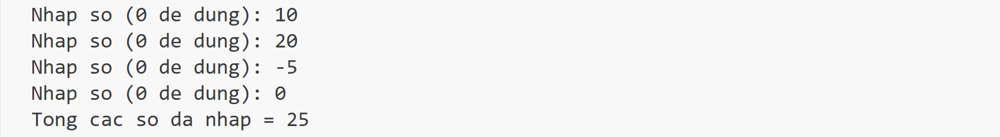 Nhap so (0 de dung): 10
Nhap so (0 de dung): 20
Nhap so (0 de dung): -5
Nhap so (0 de dung): 0
Tong cac so da nhap = 25